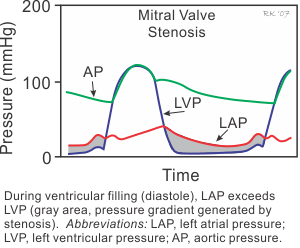 200
Mitral Valve
Stenosis
RK '07
Pressure (mmHg)
AP
100
LVP
LAP
0
Time
During ventricular filling (diastole), LAP exceeds
LVP (gray area, pressure gradient generated by
stenosis). Abbreviations: LAP, left atrial pressure;
LVP, left ventricular pressure; AP, aortic pressure.